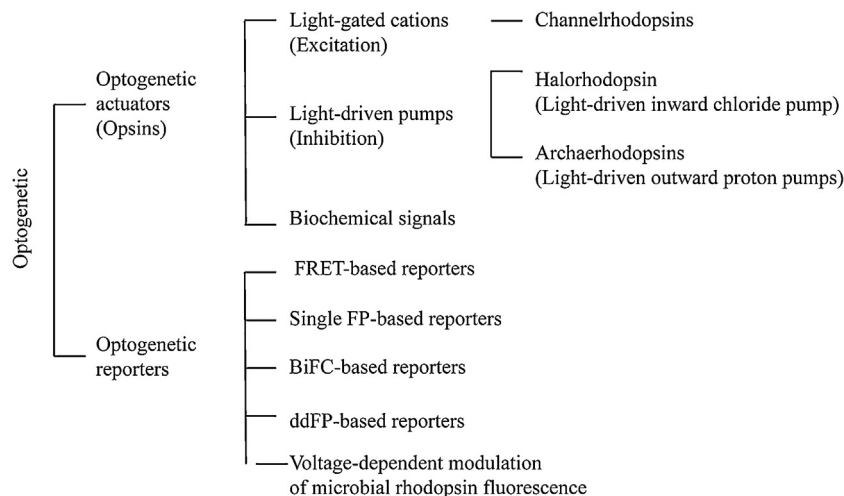 Optogenetic
Optogenetic
actuators
(Opsins)
Light-gated cations
(Excitation)
Channelrhodopsins
Light-driven pumps
(Inhibition)
Halorhodopsin
(Light-driven inward chloride pump)
Archaerhodopsins
(Light-driven outward proton pumps)
Biochemical signals
Optogenetic
reporters
FRET-based reporters
Single FP-based reporters
BiFC-based reporters
ddFP-based reporters
Voltage-dependent modulation
of microbial rhodopsin fluorescence